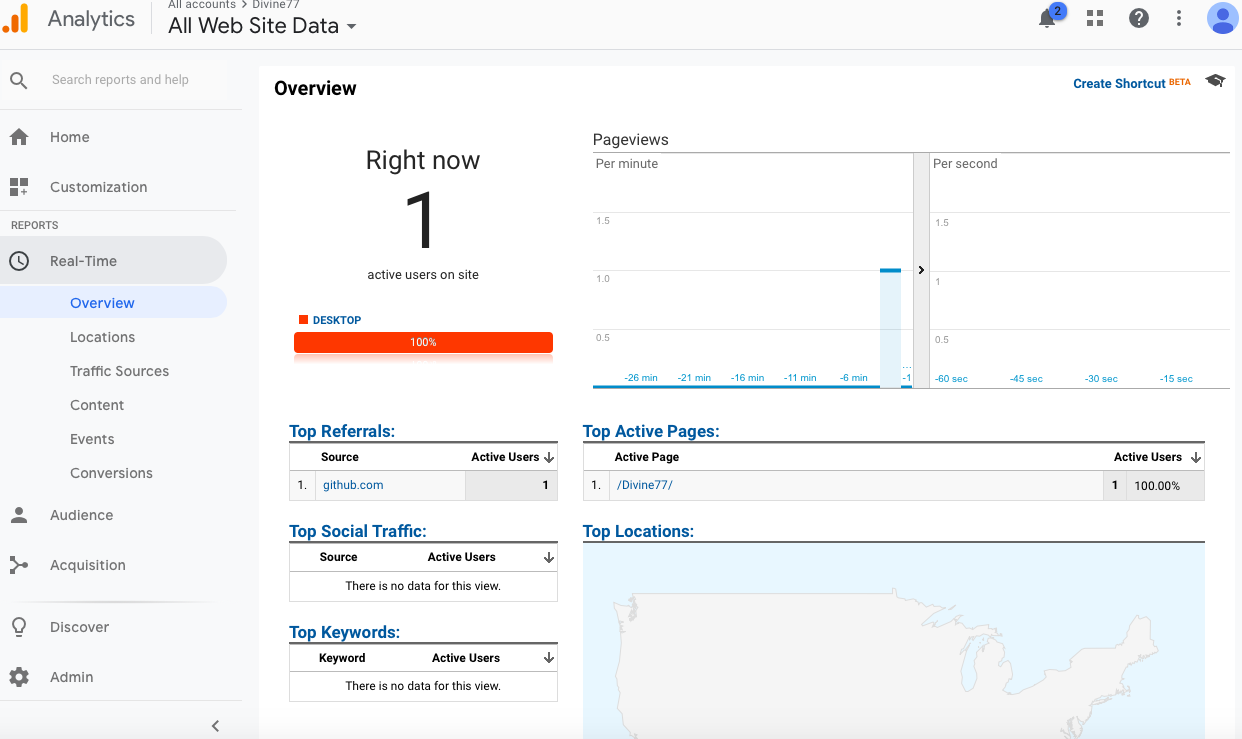 All accounts > Divine77
Analytics
All Web Site Data
2
Search reports and help
Home
Customization
REPORTS
Real-Time
Overview
Locations
Traffic Sources
Content
Events
Conversions
Audience
Acquisition
Discover
Admin
Overview
Create Shortcut BETA
Right now
1
active users on site
DESKTOP
100%
Pageviews
Per minute
1.5
1.0
0.5
-26 min -21 min -16 min -11 min -6 min ... -1
Per second
1.5
1
0.5
-60 sec -45 sec -30 sec -15 sec
Top Referrals:
Source Active Users
1. github.com 1
Top Active Pages:
Active Page Active Users
1. /Divine77/ 1 100.00%
Top Social Traffic:
Source Active Users
There is no data for this view.
Top Keywords:
Keyword Active Users
There is no data for this view.
Top Locations: